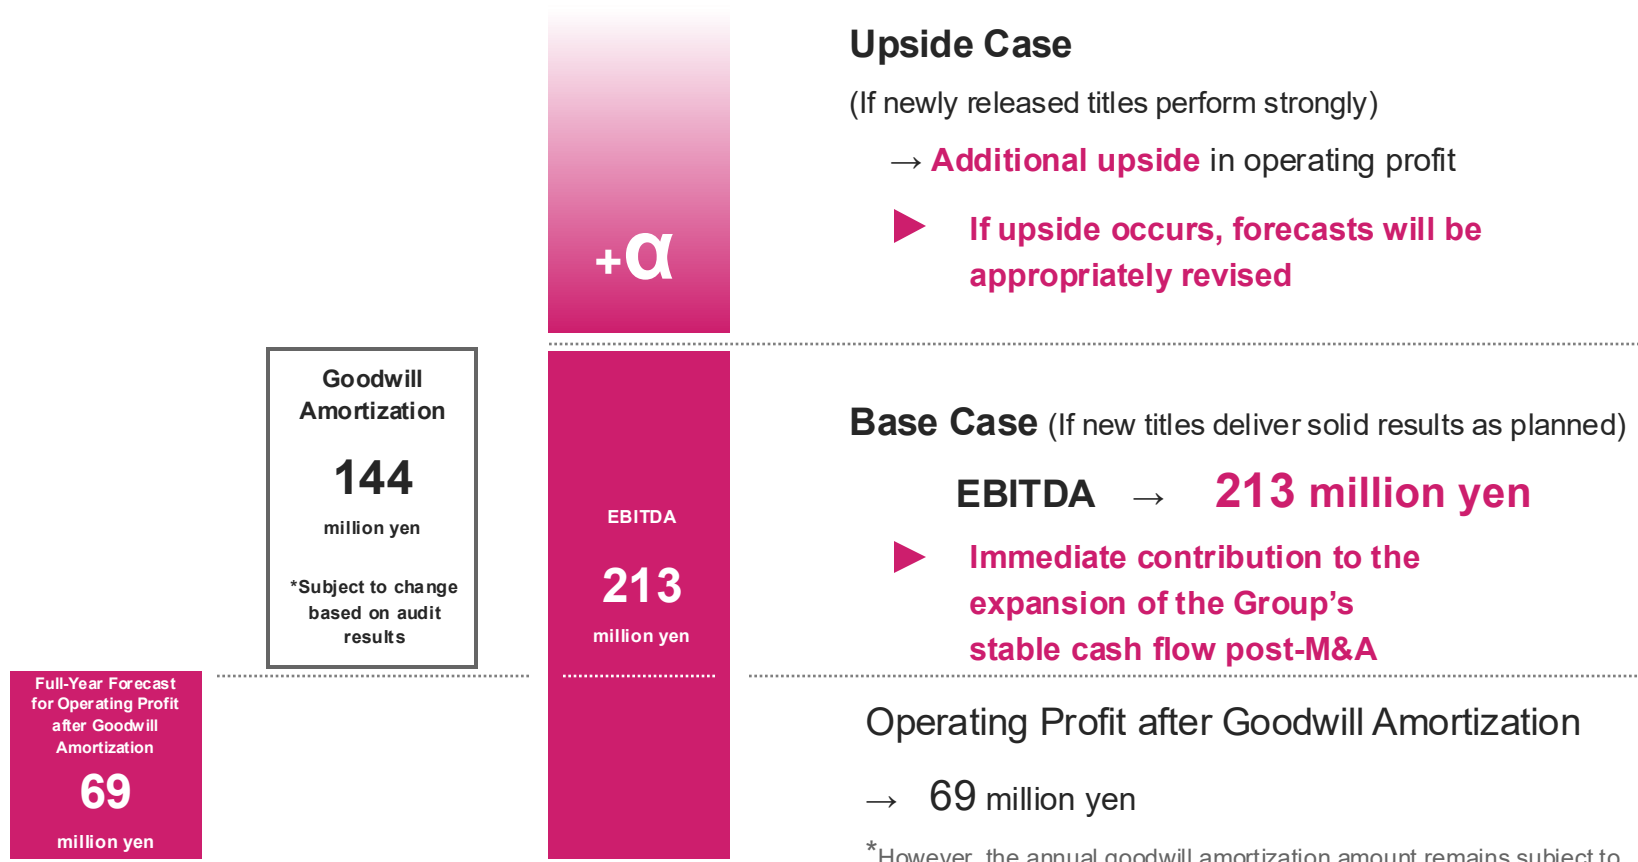 Upside Case
(If newly released titles perform strongly)
→ Additional upside in operating profit
▶ If upside occurs, forecasts will be
appropriately revised
+α
Goodwill
Amortization
144
million yen
*Subject to change
based on audit
results
EBITDA
213
million yen
Base Case (If new titles deliver solid results as planned)
EBITDA → 213 million yen
▶ Immediate contribution to the
expansion of the Group’s
stable cash flow post-M&A
Full-Year Forecast
for Operating Profit
after Goodwill
Amortization
69
million yen
Operating Profit after Goodwill Amortization
→ 69 million yen
*However, the annual goodwill amortization amount remains subject to